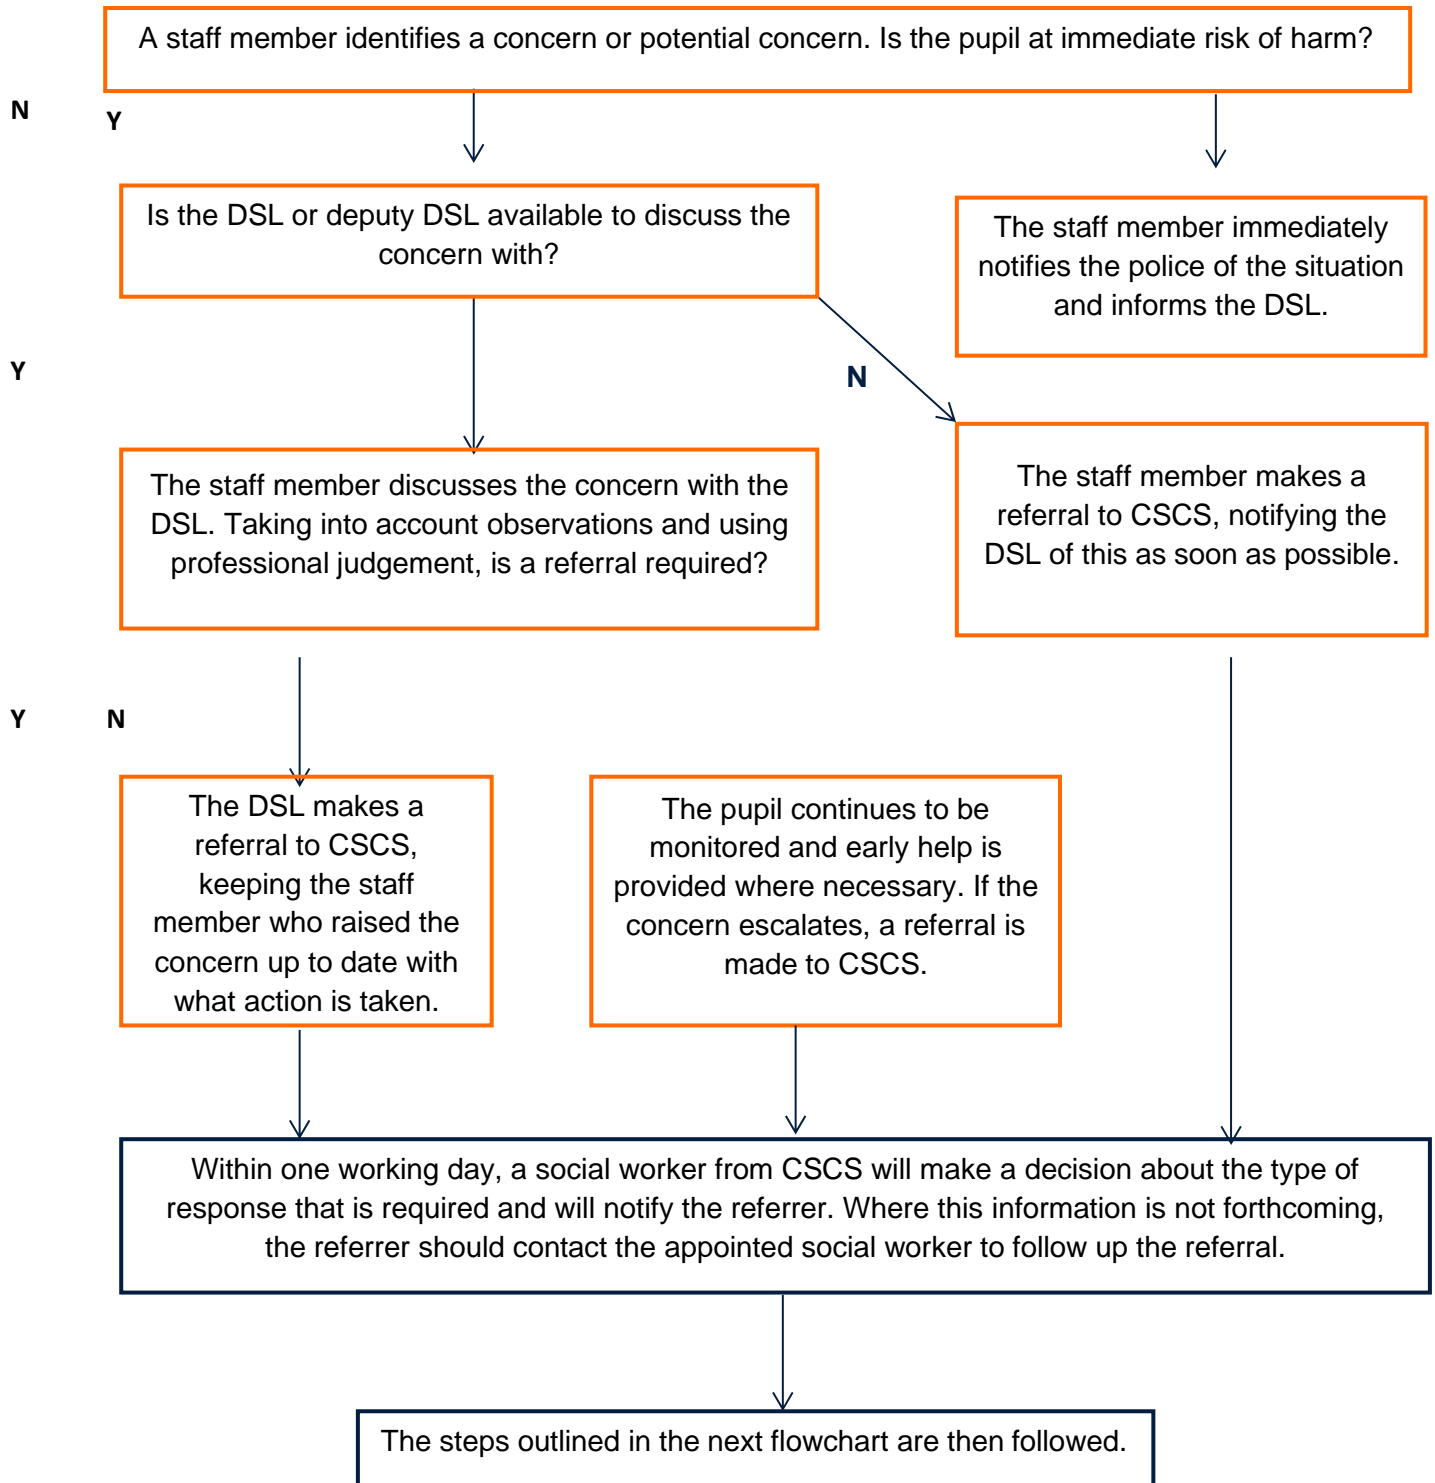 A staff member identifies a concern or potential concern. Is the pupil at immediate risk of harm?
N
Y
Is the DSL or deputy DSL available to discuss the
concern with?
The staff member immediately
notifies the police of the situation
and informs the DSL.
Y
N
The staff member discusses the concern with the
DSL. Taking into account observations and using
professional judgement, is a referral required?
The staff member makes a
referral to CSCS, notifying the
DSL of this as soon as possible.
Y
N
The DSL makes a
referral to CSCS,
keeping the staff
member who raised the
concern up to date with
what action is taken.
The pupil continues to be
monitored and early help is
provided where necessary. If the
concern escalates, a referral is
made to CSCS.
Within one working day, a social worker from CSCS will make a decision about the type of
response that is required and will notify the referrer. Where this information is not forthcoming,
the referrer should contact the appointed social worker to follow up the referral.
The steps outlined in the next flowchart are then followed.